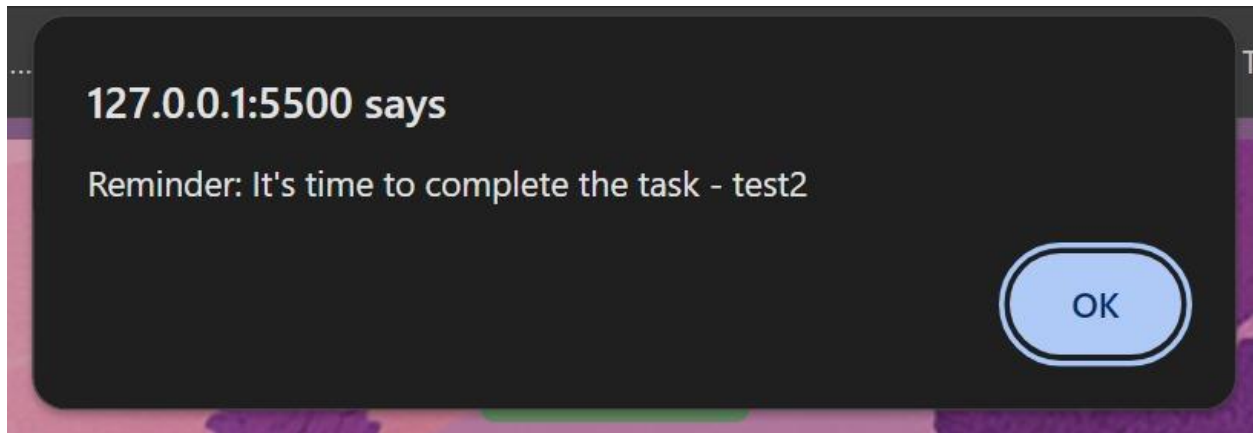 ...
127.0.0.1:5500 says
Reminder: It's time to complete the task - test2
OK